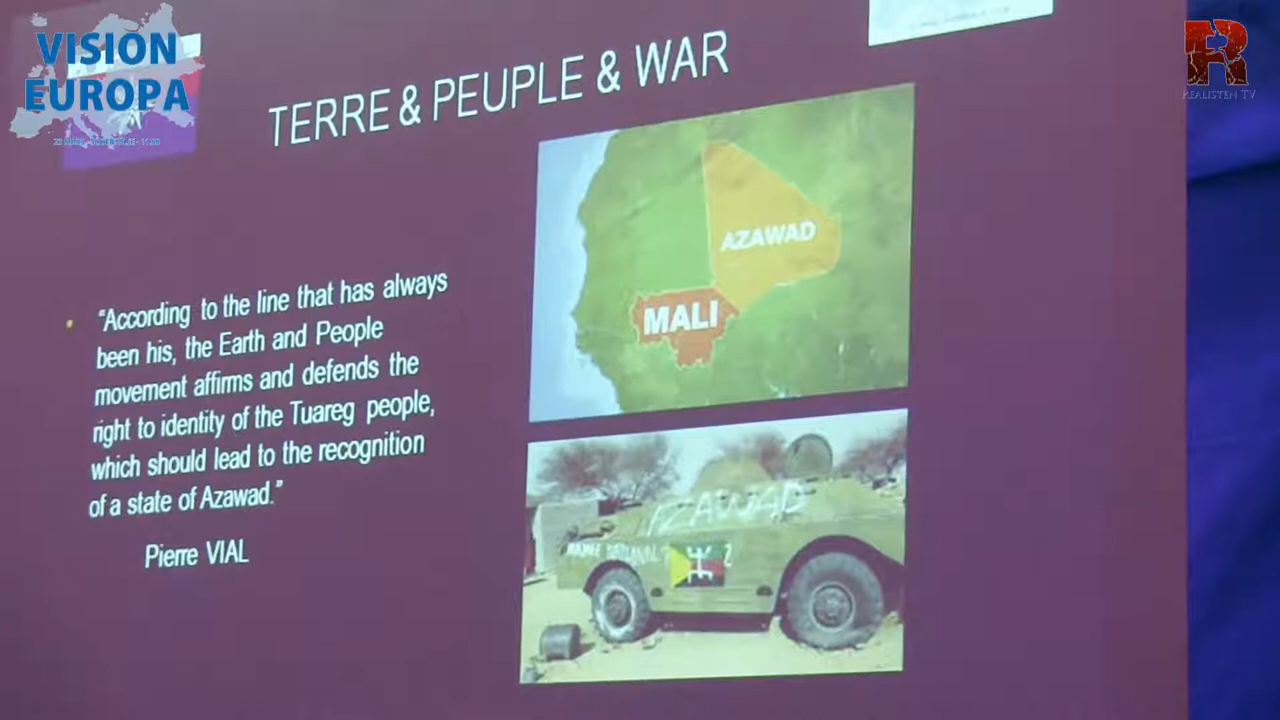 VISION
EUROPA
REALISTEN TV
TERRE & PEUPLE & WAR
“According to the line that has always
been his, the Earth and People
movement affirms and defends the
right to identity of the Tuareg people,
which should lead to the recognition
of a state of Azawad.”
Pierre VIAL
AZAWAD
MALI
AZAWAD